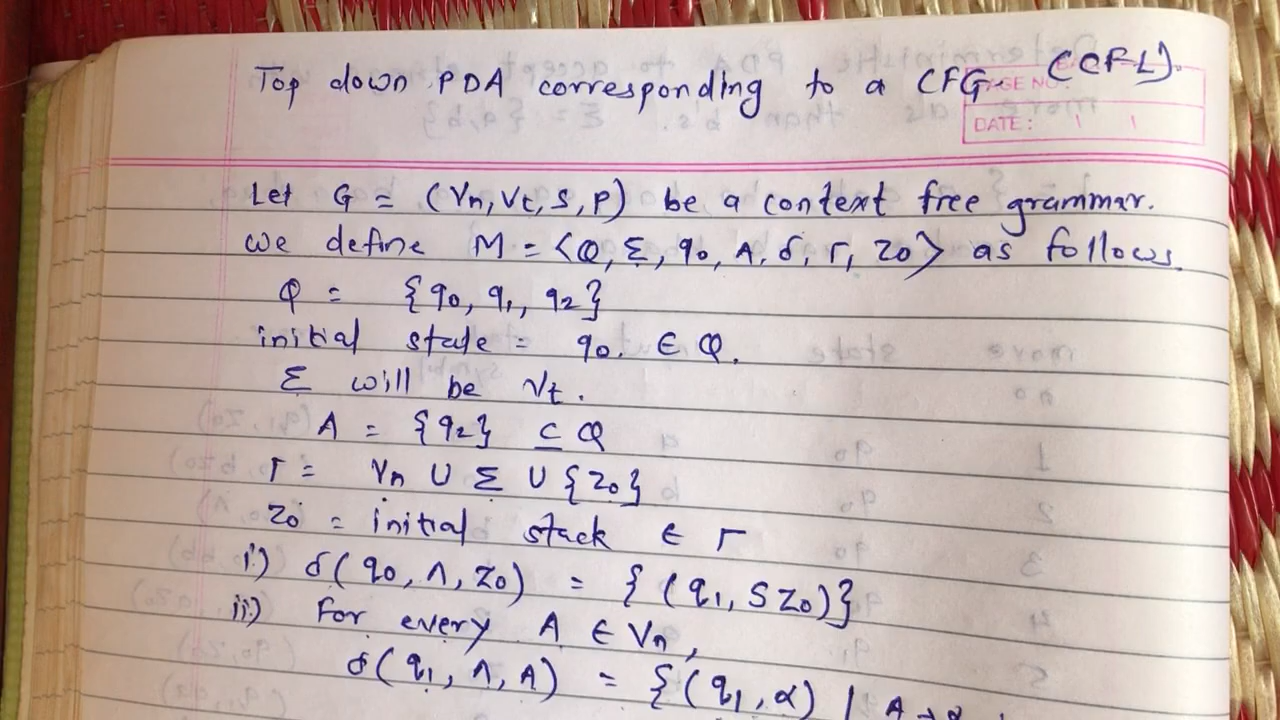 Top down PDA corresponding to a CFG. (CFL).
PAGE NO.:
DATE: / /
Let G = (Vn, Vt, S, P) be a context free grammar.
we define M = <Q, Σ, q0, A, δ, Γ, Z0> as follows.
Q = {q0, q1, q2}
initial state = q0. ∈ Q.
Σ will be Vt.
A = {q2} ⊆ Q
Γ = Vn ∪ Σ ∪ {Z0}
Z0 = initial stack ∈ Γ
i) δ(q0, Λ, Z0) = {(q1, SZ0)}
ii) For every A ∈ Vn,
δ(q1, Λ, A) = {(q1, α) | A → α